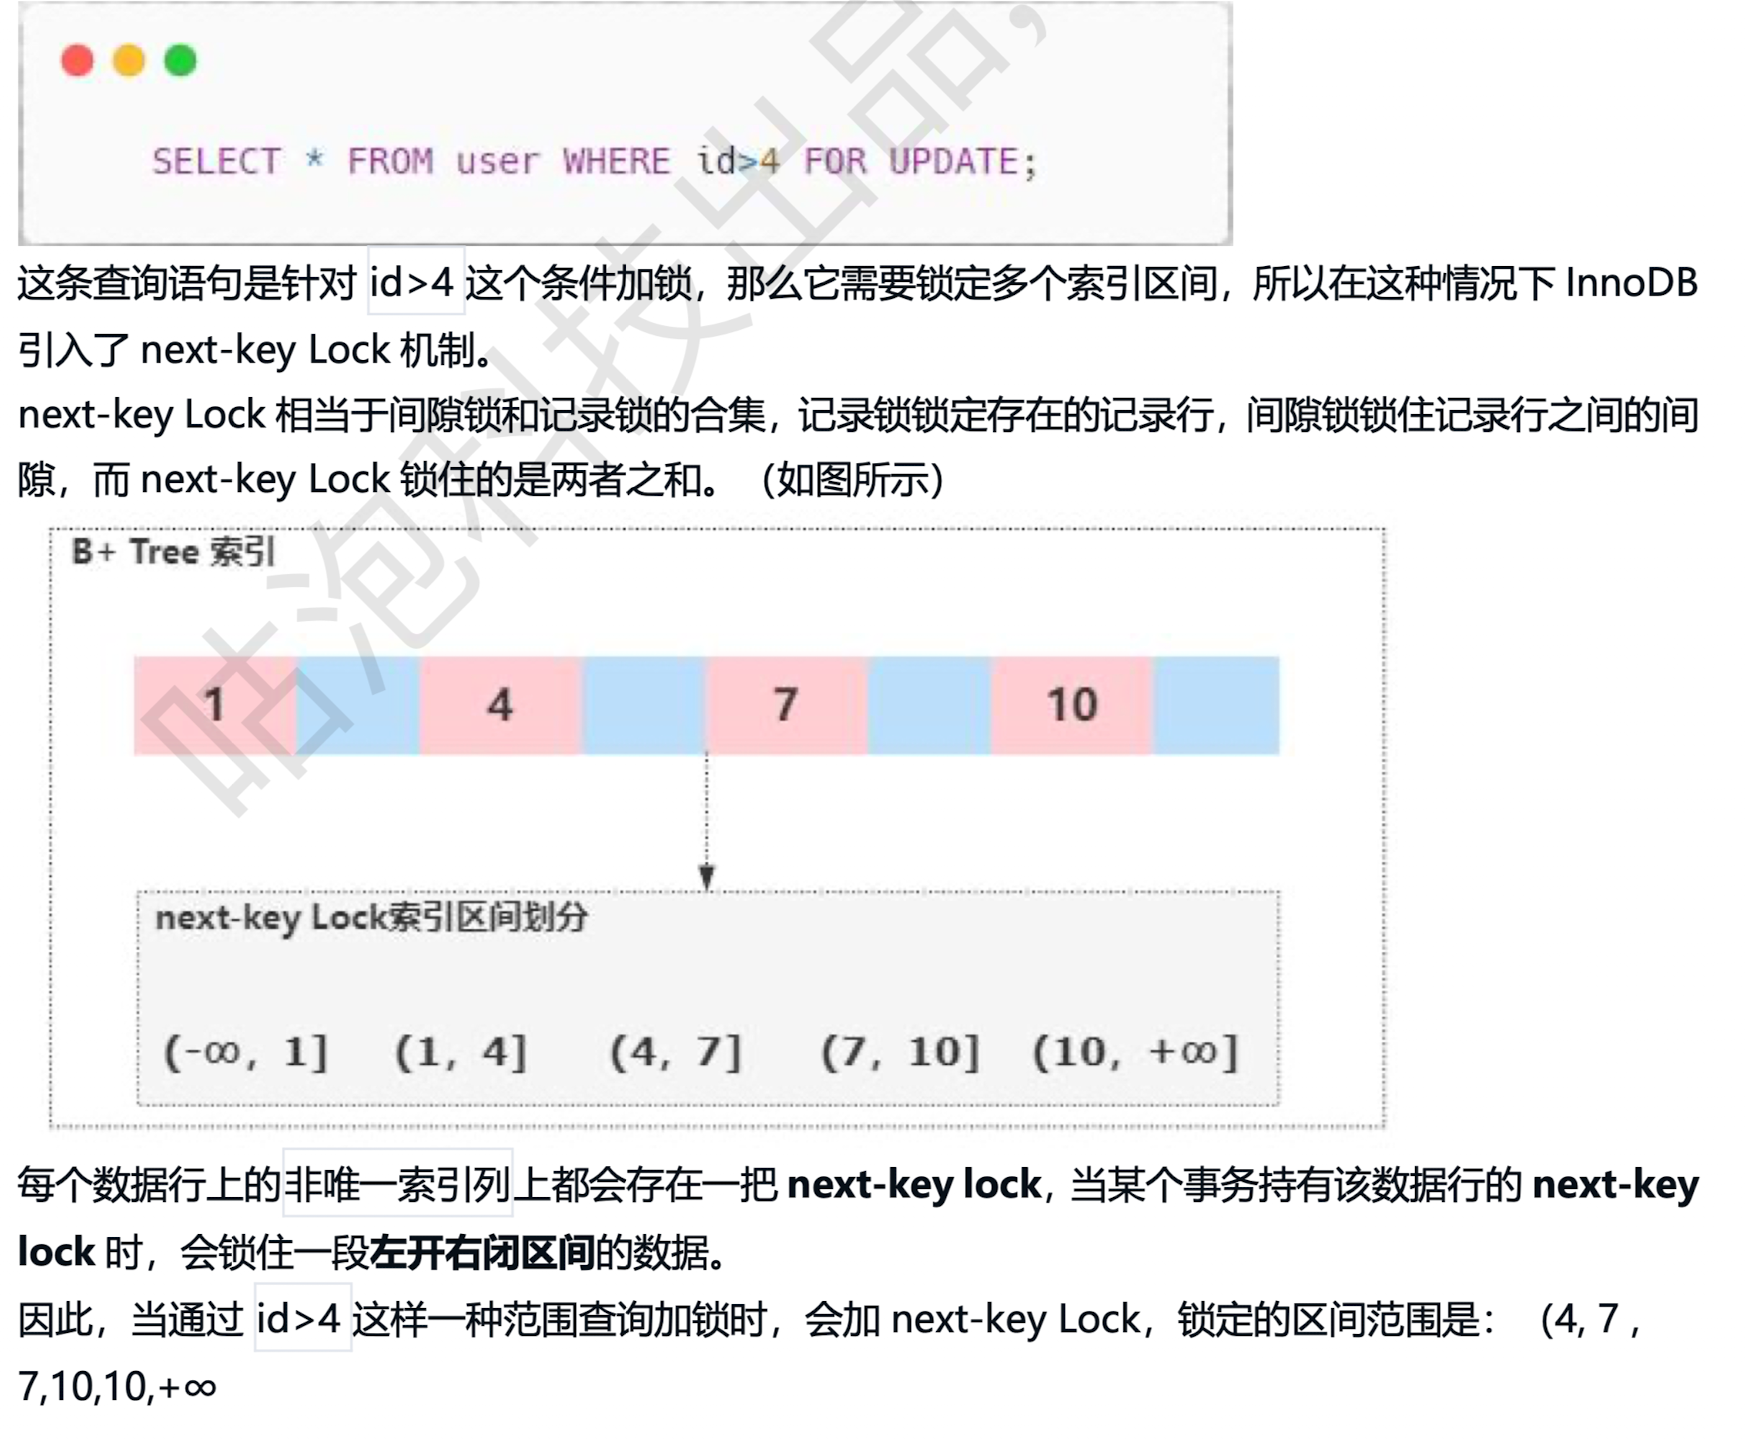 SELECT * FROM user WHERE id>4 FOR UPDATE;
这条查询语句是针对 id>4 这个条件加锁，那么它需要锁定多个索引区间，所以在这种情况下 InnoDB
引入了 next-key Lock 机制。
next-key Lock 相当于间隙锁和记录锁的合集，记录锁锁定存在的记录行，间隙锁锁住记录行之间的间
隙，而 next-key Lock 锁住的是两者之和。（如图所示）
B+ Tree 索引
1 4 7 10
next-key Lock索引区间划分
(-∞, 1] (1, 4] (4, 7] (7, 10] (10, +∞]
每个数据行上的非唯一索引列上都会存在一把 next-key lock，当某个事务持有该数据行的 next-key
lock 时，会锁住一段左开右闭区间的数据。
因此，当通过 id>4 这样一种范围查询加锁时，会加 next-key Lock，锁定的区间范围是：（4, 7 ,
7,10,10,+∞
咕泡科技出品，